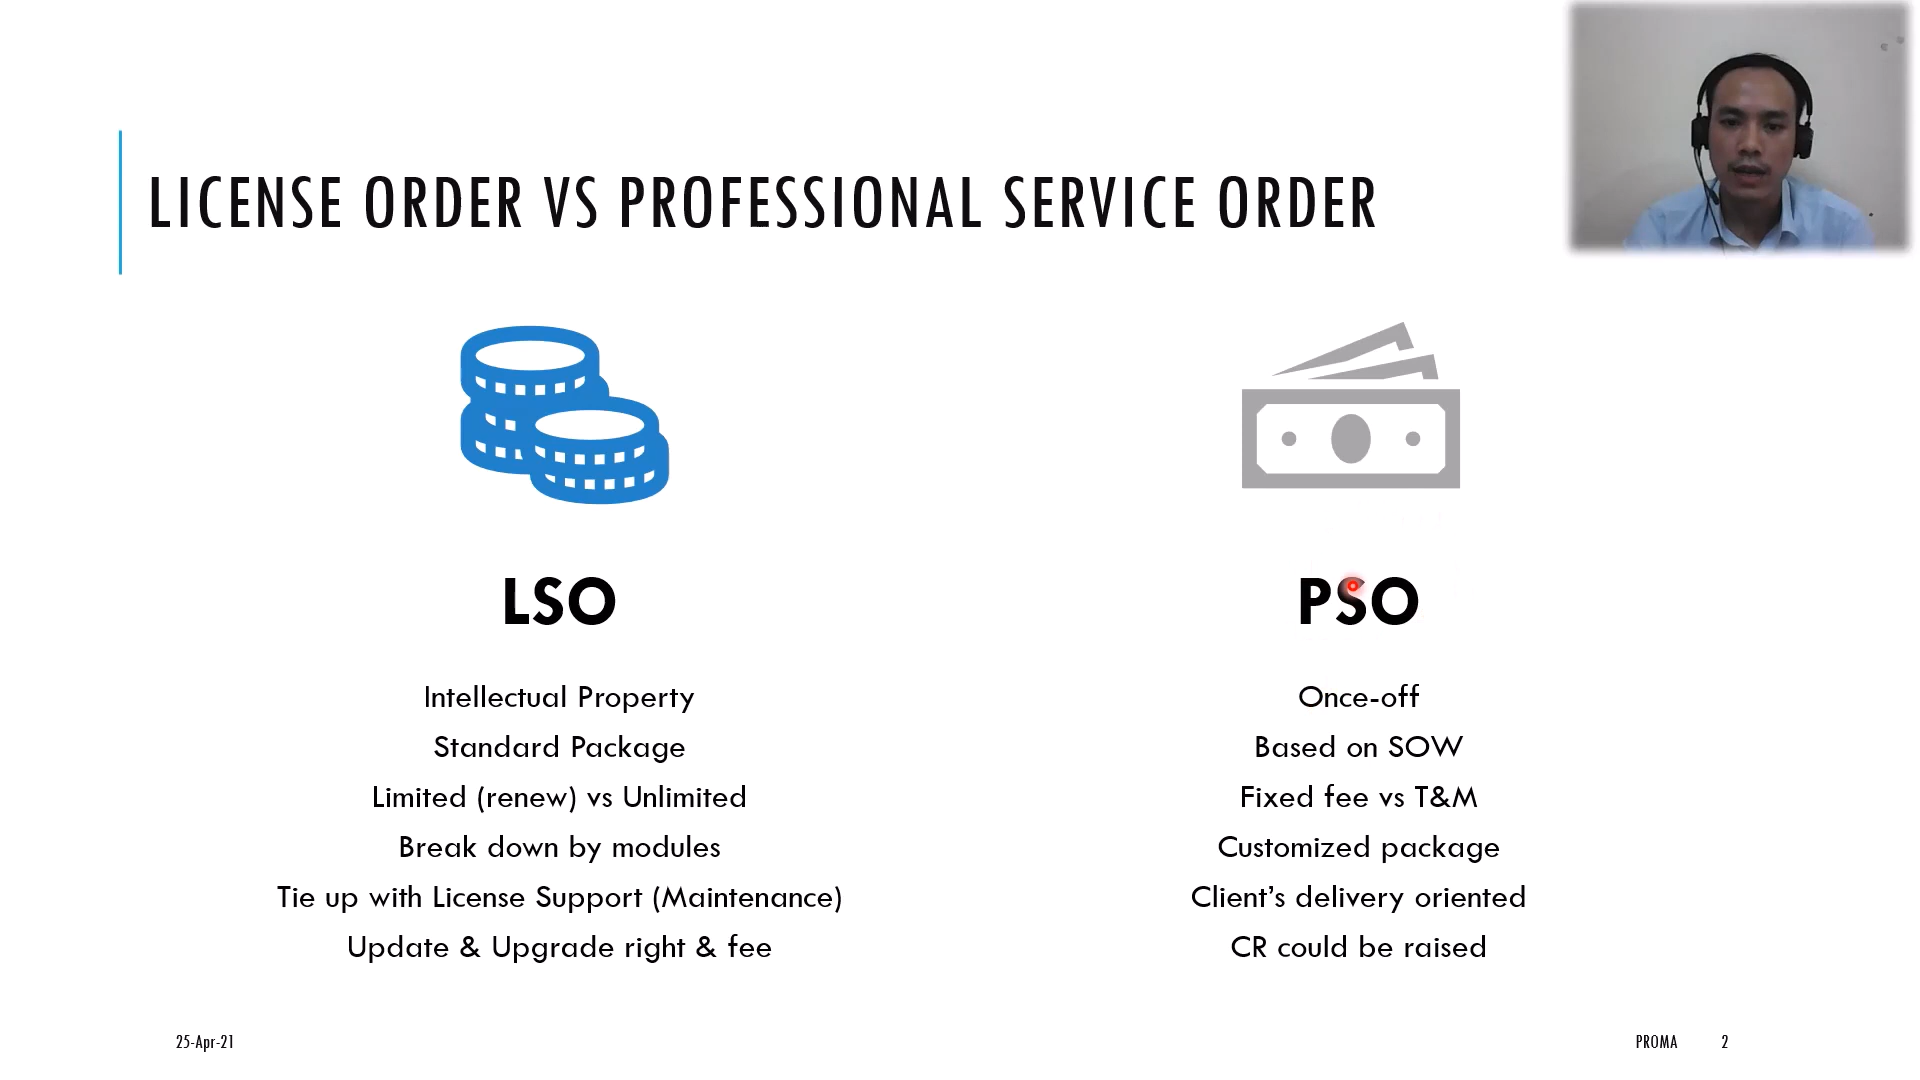 LICENSE ORDER VS PROFESSIONAL SERVICE ORDER
LSO
Intellectual Property
Standard Package
Limited (renew) vs Unlimited
Break down by modules
Tie up with License Support (Maintenance)
Update & Upgrade right & fee
PSO
Once-off
Based on SOW
Fixed fee vs T&M
Customized package
Client’s delivery oriented
CR could be raised
25-Apr-21
PROMA 2